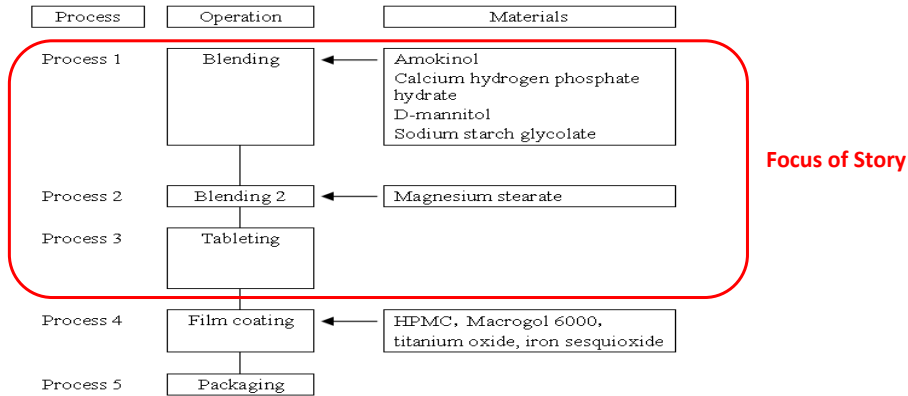 Process Operation Materials
Process 1 Blending Amokinol
Calcium hydrogen phosphate
hydrate
D-mannitol
Sodium starch glycolate
Focus of Story
Process 2 Blending 2 Magnesium stearate
Process 3 Tableting
Process 4 Film coating HPMC, Macrogol 6000,
titanium oxide, iron sesquioxide
Process 5 Packaging